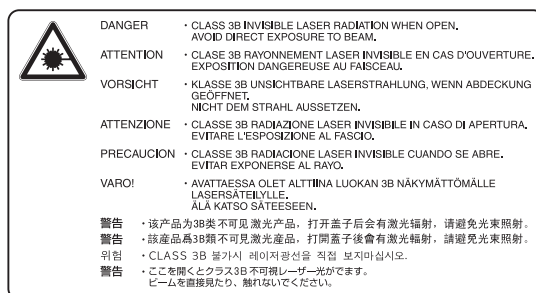 DANGER · CLASS 3B INVISIBLE LASER RADIATION WHEN OPEN.
AVOID DIRECT EXPOSURE TO BEAM.
ATTENTION · CLASE 3B RAYONNEMENT LASER INVISIBLE EN CAS D'OUVERTURE.
EXPOSITION DANGEREUSE AU FAISCEAU.
VORSICHT · KLASSE 3B UNSICHTBARE LASERSTRAHLUNG, WENN ABDECKUNG
GEÖFFNET.
NICHT DEM STRAHL AUSSETZEN.
ATTENZIONE · CLASSE 3B RADIAZIONE LASER INVISIBILE IN CASO DI APERTURA.
EVITARE L'ESPOSIZIONE AL FASCIO.
PRECAUCION · CLASSE 3B RADIACIONE LASER INVISIBLE CUANDO SE ABRE.
EVITAR EXPONERSE AL RAYO.
VARO! · AVATTAESSA OLET ALTTIINA LUOKAN 3B NÄKYMÄTTÖMÄLLE
LASERSÄTEILYLLE.
ÄLÄ KATSO SÄTEESEEN.
警告 · 该产品为3B类不可见激光产品，打开盖子后会有激光辐射，请避免光束照射。
警告 · 該産品爲3B類不可見激光産品，打開蓋子後會有激光輻射，請避免光束照射。
위험 · CLASS 3B 불가시 레이저광선을 직접 보지마십시오.
警告 · ここを開くとクラス3B 不可視レーザー光がでます。
ビームを直接見たり、触れないでください。